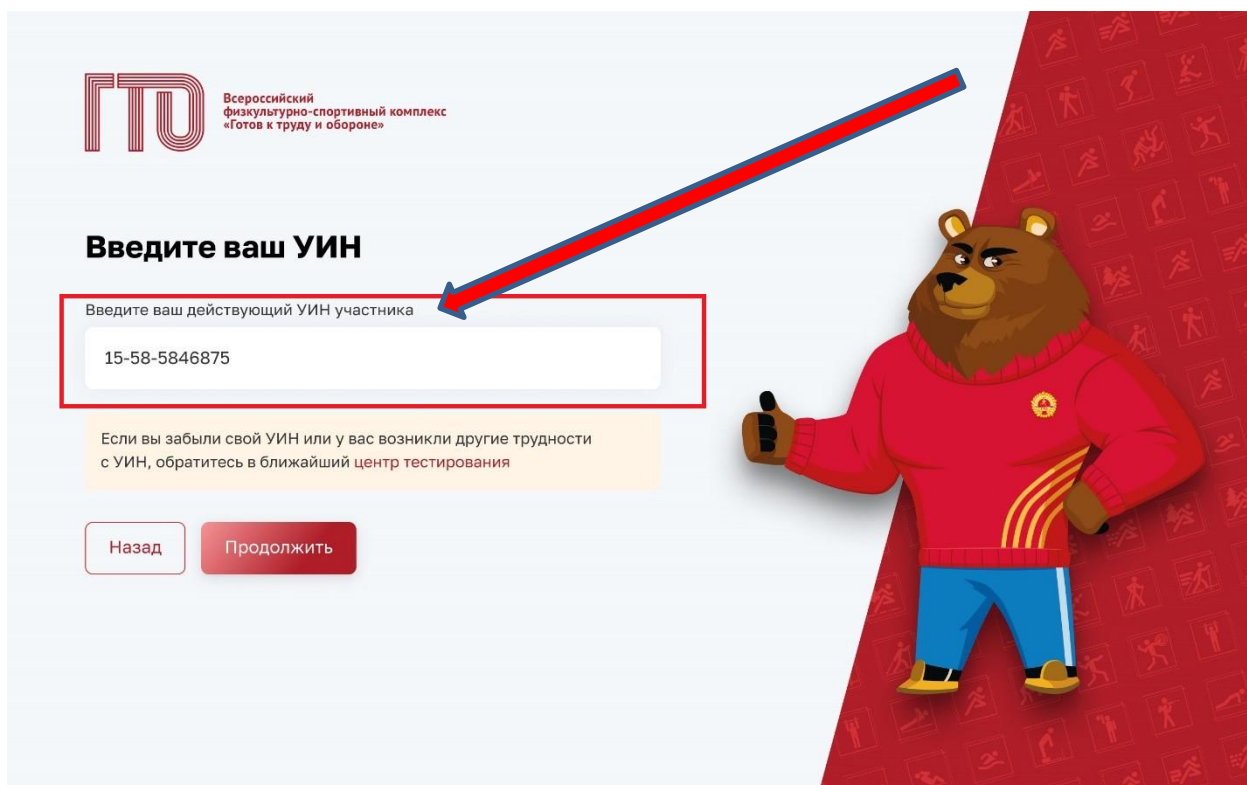 ГТО
Всероссийский
физкультурно-спортивный комплекс
«Готов к труду и обороне»
Введите ваш УИН
Введите ваш действующий УИН участника
15-58-5846875
Если вы забыли свой УИН или у вас возникли другие трудности
с УИН, обратитесь в ближайший центр тестирования
Назад
Продолжить